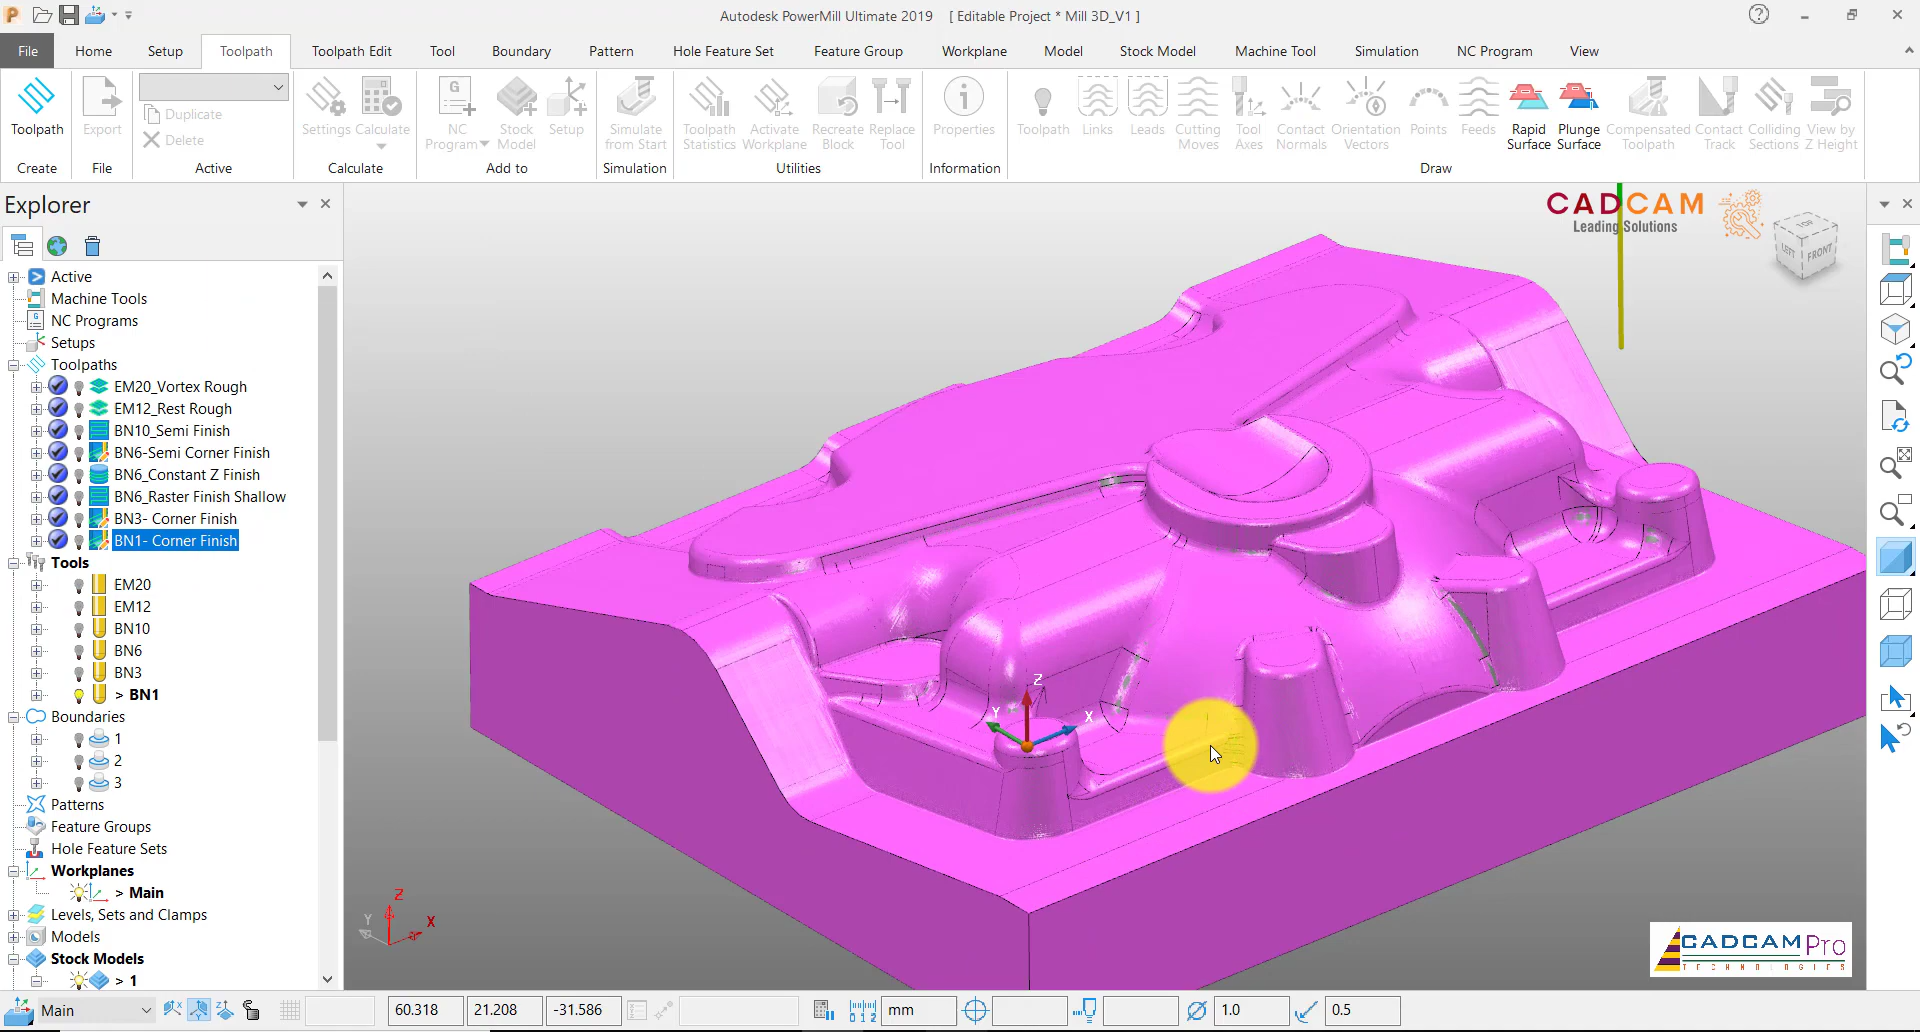 Autodesk PowerMill Ultimate 2019 [ Editable Project * Mill 3D_V1 ]
File Home Setup Toolpath Toolpath Edit Tool Boundary Pattern Hole Feature Set Feature Group Workplane Model Stock Model Machine Tool Simulation NC Program View
Toolpath
Create
Export
File
Duplicate
Delete
Active
Settings
Calculate
Calculate
NC Program
Stock Model
Setup
Add to
Simulate from Start
Simulation
Toolpath Statistics
Activate Workplane
Recreate Block
Replace Tool
Utilities
Properties
Information
Toolpath
Links
Leads
Cutting Moves
Tool Axes
Contact Normals
Orientation Vectors
Points
Feeds
Rapid Surface
Plunge Surface
Compensated Toolpath
Contact Track
Colliding Sections
View by Z Height
Draw
Explorer
Active
Machine Tools
NC Programs
Setups
Toolpaths
EM20_Vortex Rough
EM12_Rest Rough
BN10_Semi Finish
BN6-Semi Corner Finish
BN6_Constant Z Finish
BN6_Raster Finish Shallow
BN3- Corner Finish
BN1- Corner Finish
Tools
EM20
EM12
BN10
BN6
BN3
> BN1
Boundaries
1
2
3
Patterns
Feature Groups
Hole Feature Sets
Workplanes
> Main
Levels, Sets and Clamps
Models
Stock Models
> 1
CADCAM
Leading Solutions
TOP
LEFT
FRONT
Z
Y
X
Z
Y
X
CADCAM Pro
TECHNOLOGIES
Main 60.318 21.208 -31.586 mm 1.0 0.5